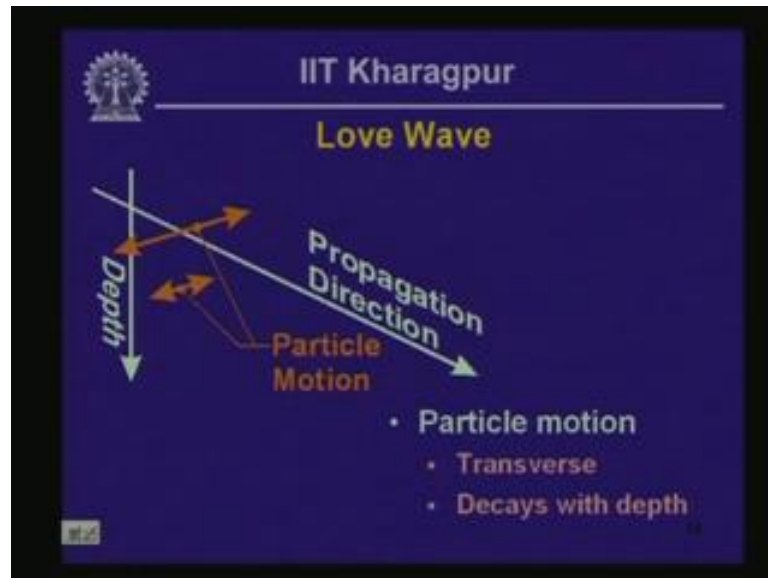 IIT Kharagpur
Love Wave
Depth
Propagation
Direction
Particle
Motion
• Particle motion
• Transverse
• Decays with depth